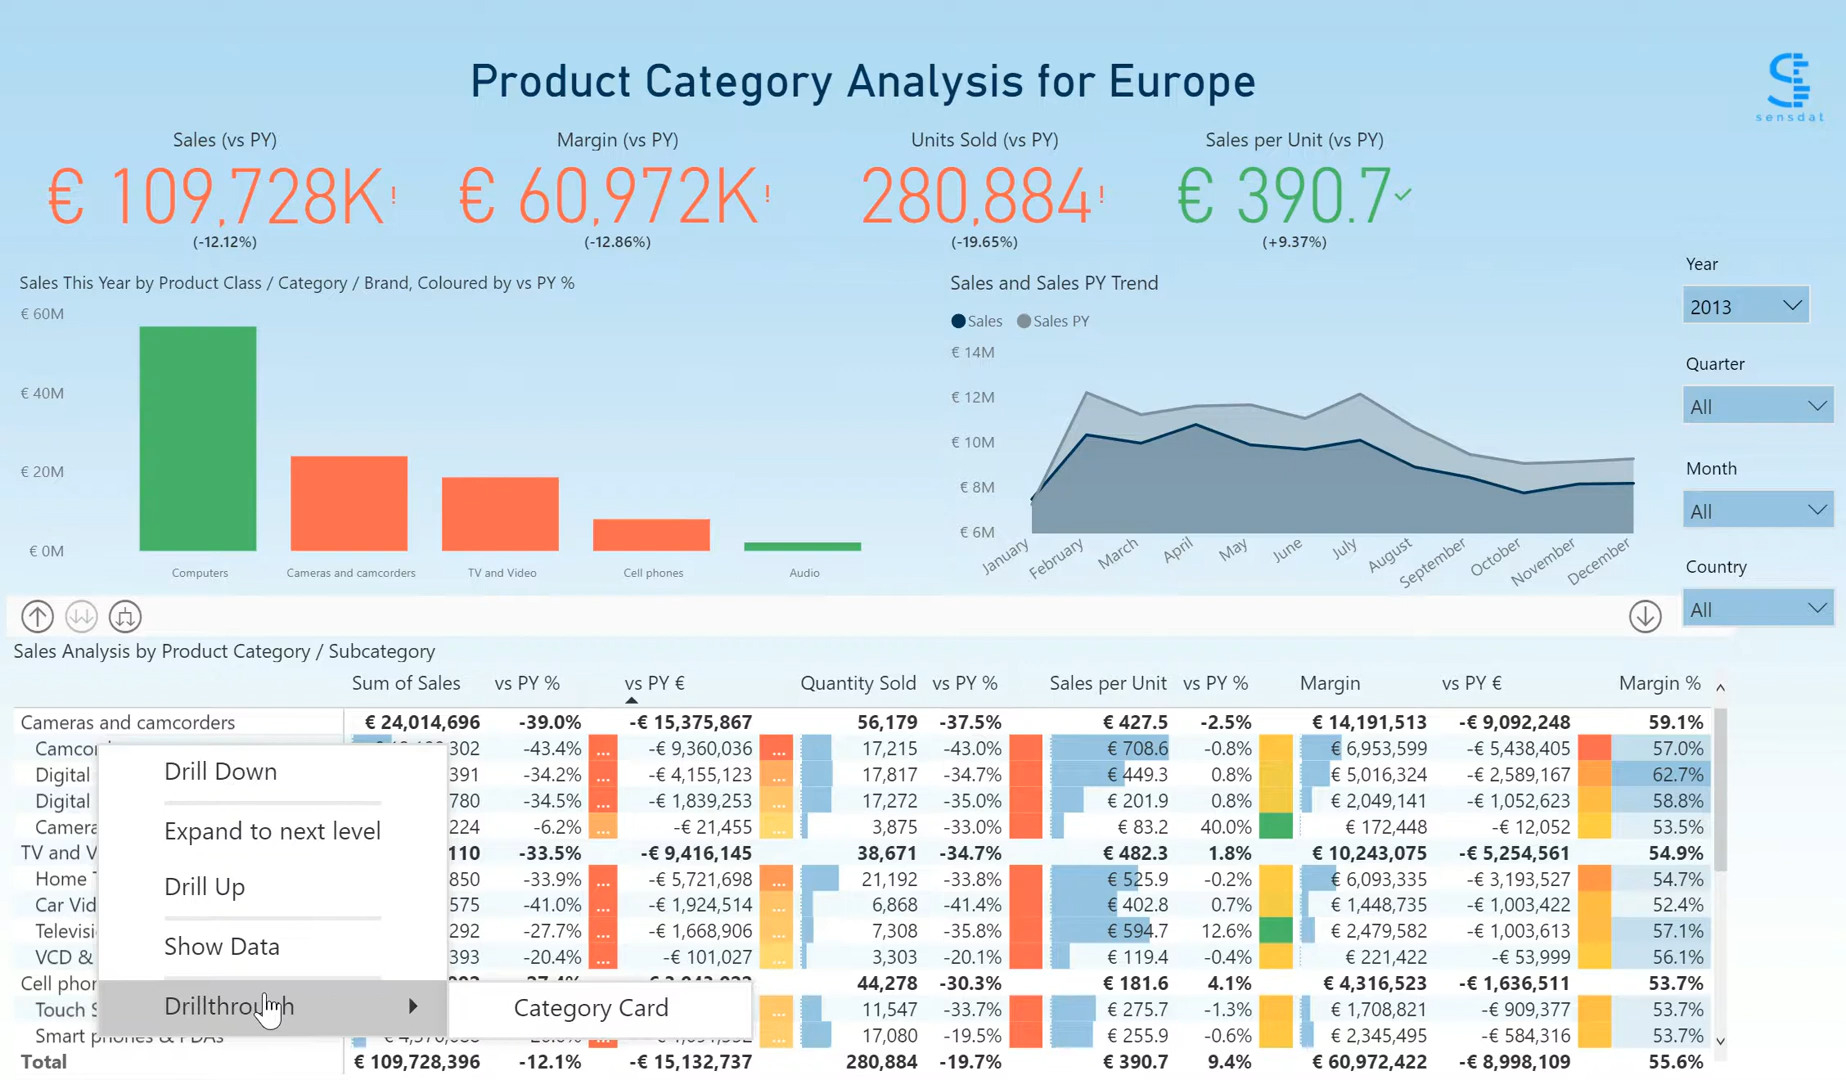 Product Category Analysis for Europe
sensdat
Sales (vs PY)
€ 109,728K!
(-12.12%)
Margin (vs PY)
€ 60,972K!
(-12.86%)
Units Sold (vs PY)
280,884!
(-19.65%)
Sales per Unit (vs PY)
€ 390.7✓
(+9.37%)
Sales This Year by Product Class / Category / Brand, Coloured by vs PY %
€ 60M
€ 40M
€ 20M
€ 0M
Computers
Cameras and camcorders
TV and Video
Cell phones
Audio
Sales and Sales PY Trend
Sales Sales PY
€ 14M
€ 12M
€ 10M
€ 8M
€ 6M
January
February
March
April
May
June
July
August
September
October
November
December
Year
2013
Quarter
All
Month
All
Country
All
Sales Analysis by Product Category / Subcategory
Sum of Sales vs PY % vs PY € Quantity Sold vs PY % Sales per Unit vs PY % Margin vs PY € Margin %
Cameras and camcorders € 24,014,696 -39.0% -€ 15,375,867 56,179 -37.5% € 427.5 -2.5% € 14,191,513 -€ 9,092,248 59.1%
302 -43.4% ... -€ 9,360,036 ... 17,215 -43.0% € 708.6 -0.8% € 6,953,599 -€ 5,438,405 57.0%
Digital 391 -34.2% ... -€ 4,155,123 ... 17,817 -34.7% € 449.3 0.8% € 5,016,324 -€ 2,589,167 62.7%
Digital 780 -34.5% ... -€ 1,839,253 ... 17,272 -35.0% € 201.9 0.8% € 2,049,141 -€ 1,052,623 58.8%
Camera 224 -6.2% ... -€ 21,455 ... 3,875 -33.0% € 83.2 40.0% € 172,448 -€ 12,052 53.5%
TV and V 110 -33.5% -€ 9,416,145 38,671 -34.7% € 482.3 1.8% € 10,243,075 -€ 5,254,561 54.9%
Home 850 -33.9% ... -€ 5,721,698 ... 21,192 -33.8% € 525.9 -0.2% € 6,093,335 -€ 3,193,527 54.7%
Car Vid 575 -41.0% ... -€ 1,924,514 ... 6,868 -41.4% € 402.8 0.7% € 1,448,735 -€ 1,003,422 52.4%
Televisi 292 -27.7% ... -€ 1,668,906 ... 7,308 -35.8% € 594.7 12.6% € 2,479,582 -€ 1,003,613 57.1%
VCD & 393 -20.4% ... -€ 101,027 ... 3,303 -20.1% € 119.4 -0.4% € 221,422 -€ 53,999 56.1%
Cell phon 44,278 -30.3% € 181.6 4.1% € 4,316,523 -€ 1,636,511 53.7%
Touch S ... 11,547 -33.7% € 275.7 -1.3% € 1,708,821 -€ 909,377 53.7%
Smart phones & PDAs ... 17,080 -19.5% € 255.9 -0.6% € 2,345,495 -€ 584,316 53.7%
Total € 109,728,396 -12.1% -€ 15,132,737 280,884 -19.7% € 390.7 9.4% € 60,972,422 -€ 8,998,109 55.6%
Drill Down
Expand to next level
Drill Up
Show Data
Drillthrough
Category Card